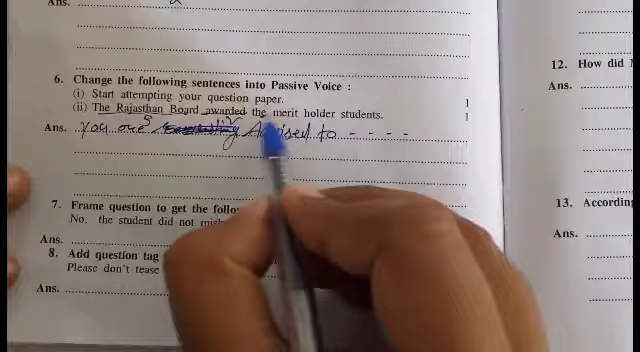 Ans.
6. Change the following sentences into Passive Voice :
(i) Start attempting your question paper. 1
(ii) The Rajasthan Board awarded the merit holder students. 1
S V
Ans. You are Advised to - - - -
7. Frame question to get the follo
No, the student did not mis
Ans.
8. Add question tag
Please don't tease
Ans.
12. How did
Ans.
13. According
Ans.